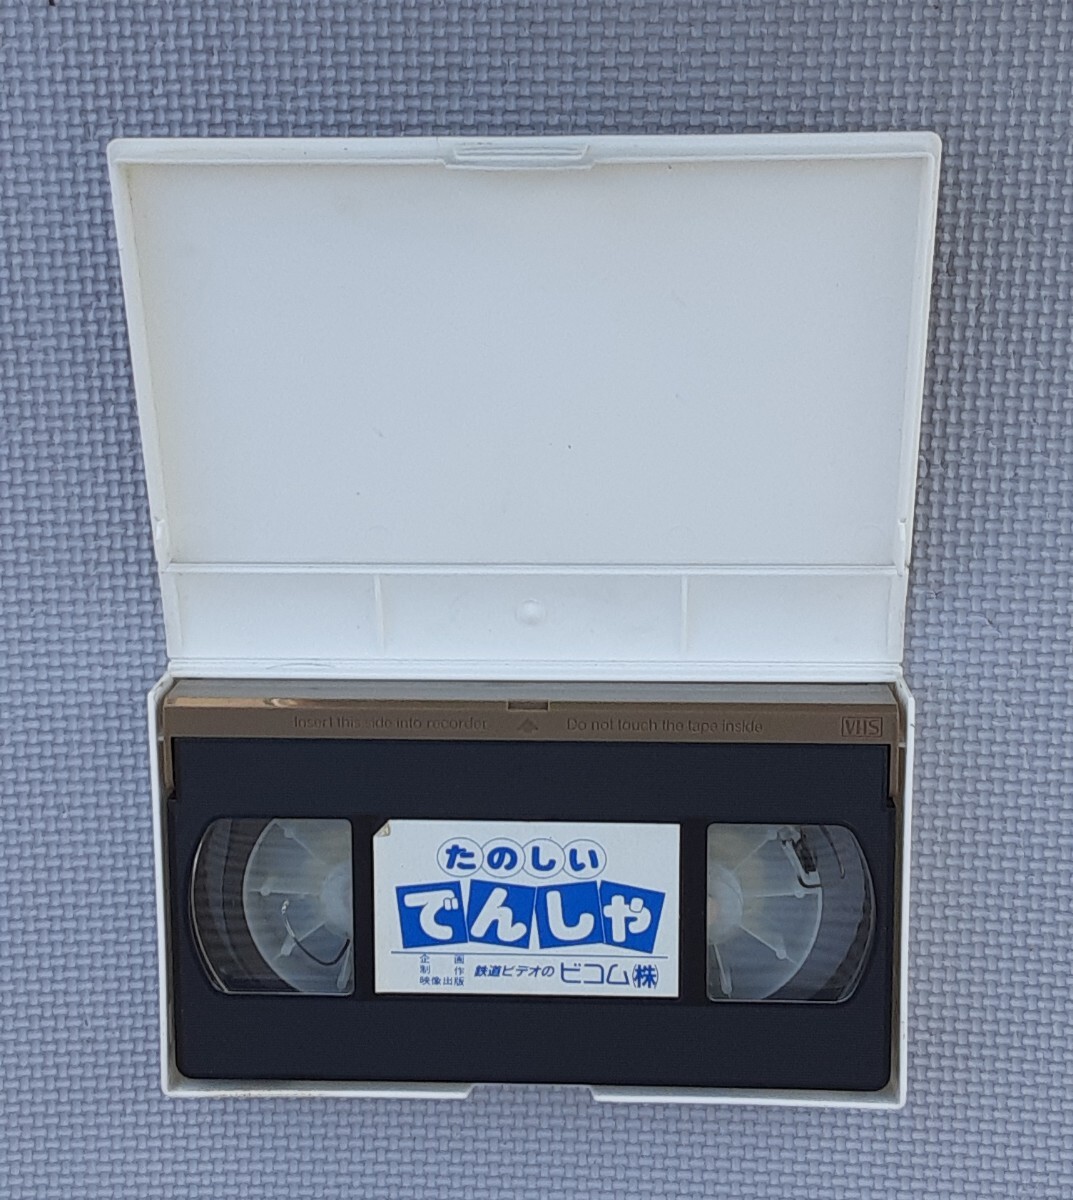 Insert this side into recorder. Do not touch the tape inside. VHS
たのしい
でんしゃ
企画
制作
映像出版
鉄道ビデオの ビコム(株)